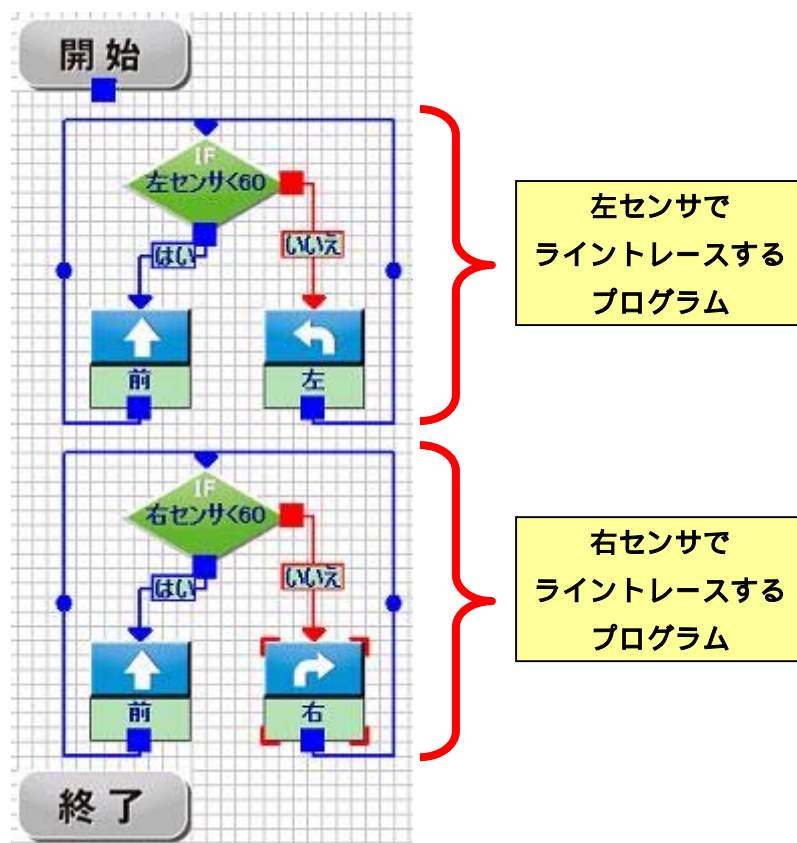 開始
IF
左センサ<60
はい
いいえ
前
左
左センサで
ライントレースする
プログラム
IF
右センサ<60
はい
いいえ
前
右
右センサで
ライントレースする
プログラム
終了